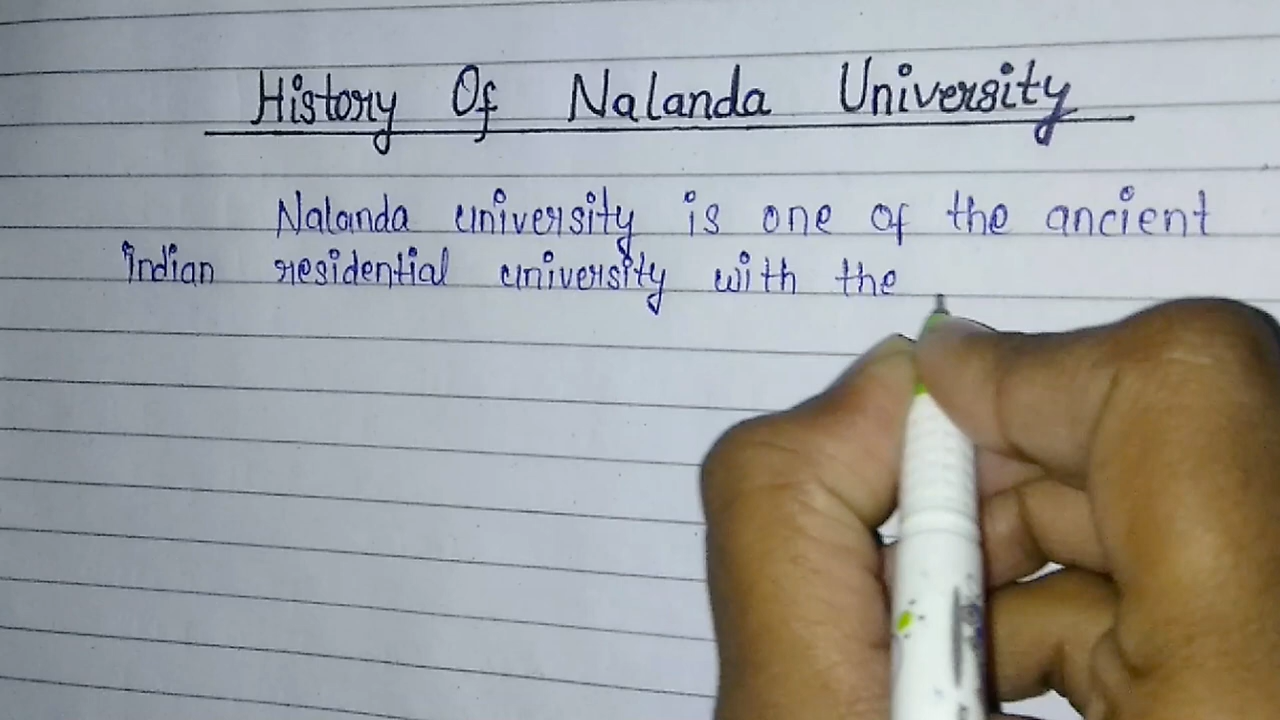 History Of Nalanda University
Nalanda university is one of the ancient
indian residential university with the